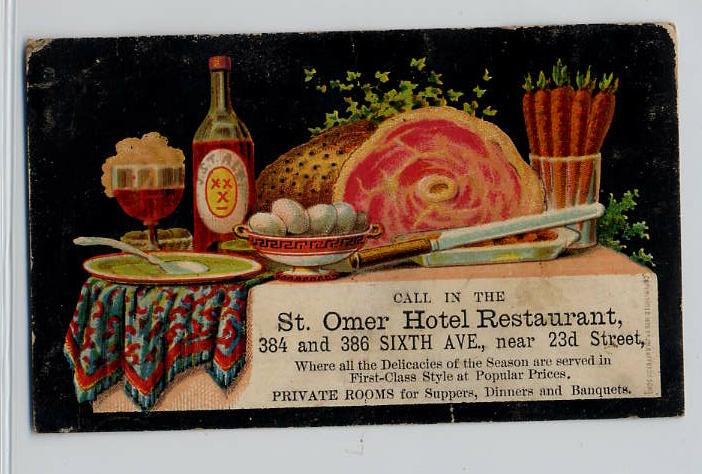 XXX
CALL IN THE
St. Omer Hotel Restaurant,
384 and 386 SIXTH AVE., near 23d Street,
Where all the Delicacies of the Season are served in
First-Class Style at Popular Prices.
PRIVATE ROOMS for Suppers, Dinners and Banquets.